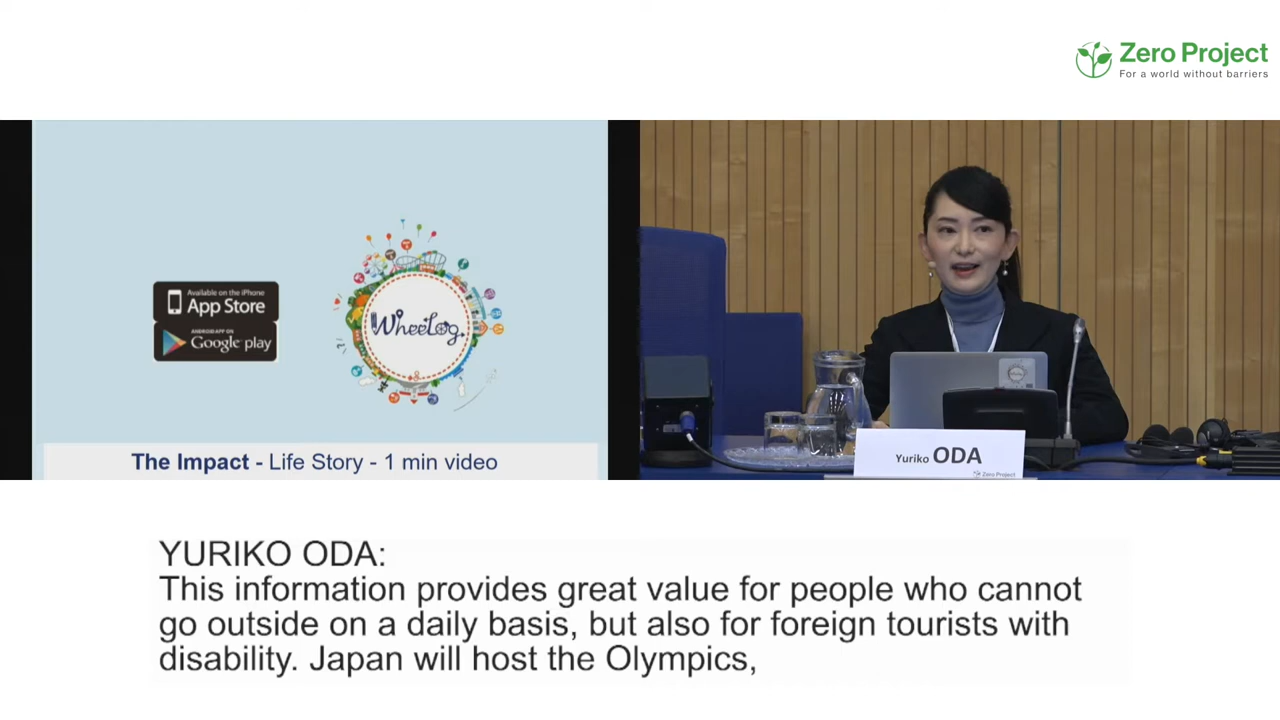 Zero Project
For a world without barriers
Available on the iPhone
App Store
ANDROID APP ON
Google play
WheeLog
The Impact - Life Story - 1 min video
Yuriko ODA
Zero Project
YURIKO ODA:
This information provides great value for people who cannot
go outside on a daily basis, but also for foreign tourists with
disability. Japan will host the Olympics,